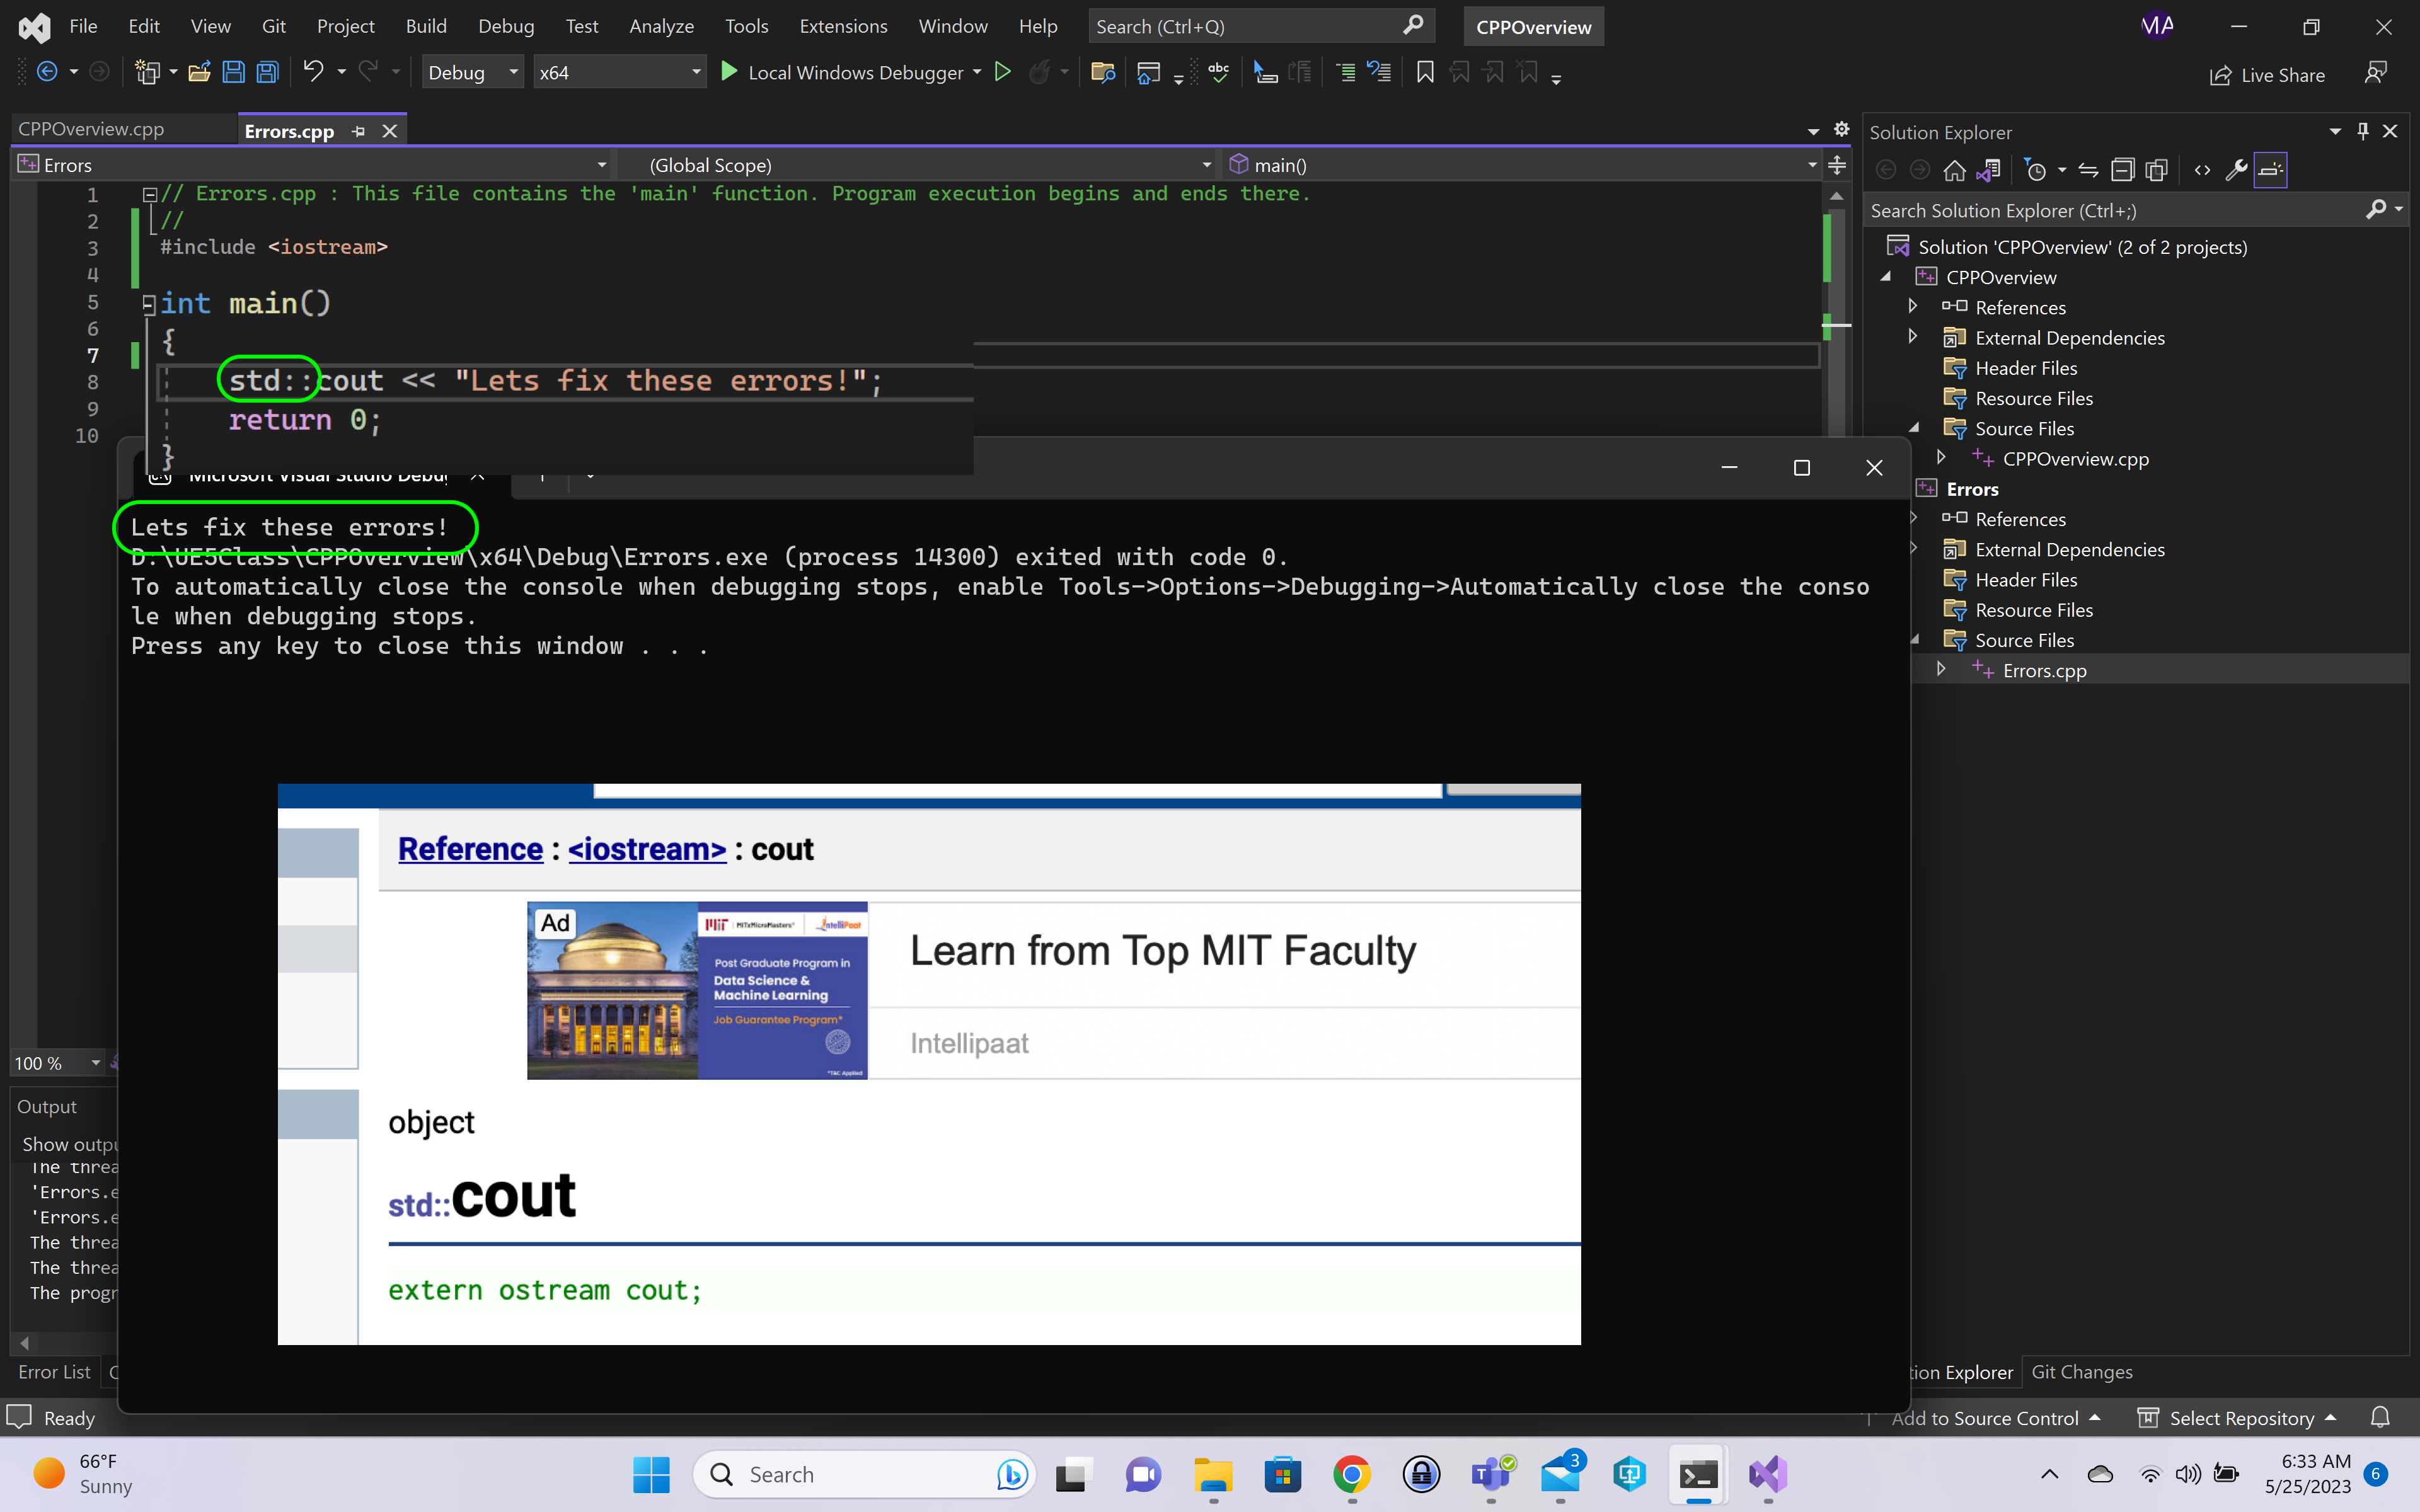 File Edit View Git Project Build Debug Test Analyze Tools Extensions Window Help Search (Ctrl+Q) CPPOverview MA
Debug x64 Local Windows Debugger Live Share
CPPOverview.cpp Errors.cpp
Errors (Global Scope) main()
1 // Errors.cpp : This file contains the 'main' function. Program execution begins and ends there.
2 //
3 #include <iostream>
4
5 int main()
6 {
7 std::cout << "Lets fix these errors!";
8 return 0;
9 }
10
Microsoft Visual Studio Debu
Lets fix these errors!
D:\UE5Class\CPPOverview\x64\Debug\Errors.exe (process 14300) exited with code 0.
To automatically close the console when debugging stops, enable Tools->Options->Debugging->Automatically close the conso
le when debugging stops.
Press any key to close this window . . .
Reference : <iostream> : cout
Ad
MIT MITxMicroMasters® IntelliPaat
Post Graduate Program in
Data Science &
Machine Learning
Job Guarantee Program*
*T&C Applied
Learn from Top MIT Faculty
Intellipaat
object
std::cout
extern ostream cout;
Solution Explorer
Search Solution Explorer (Ctrl+;)
Solution 'CPPOverview' (2 of 2 projects)
CPPOverview
References
External Dependencies
Header Files
Resource Files
Source Files
CPPOverview.cpp
Errors
References
External Dependencies
Header Files
Resource Files
Source Files
Errors.cpp
100 %
Output
Show outpu
The threa
'Errors.e
'Errors.e
The threa
The threa
The progr
Error List
tion Explorer Git Changes
Ready Add to Source Control Select Repository
66°F
Sunny
Search
3
6:33 AM
5/25/2023
6